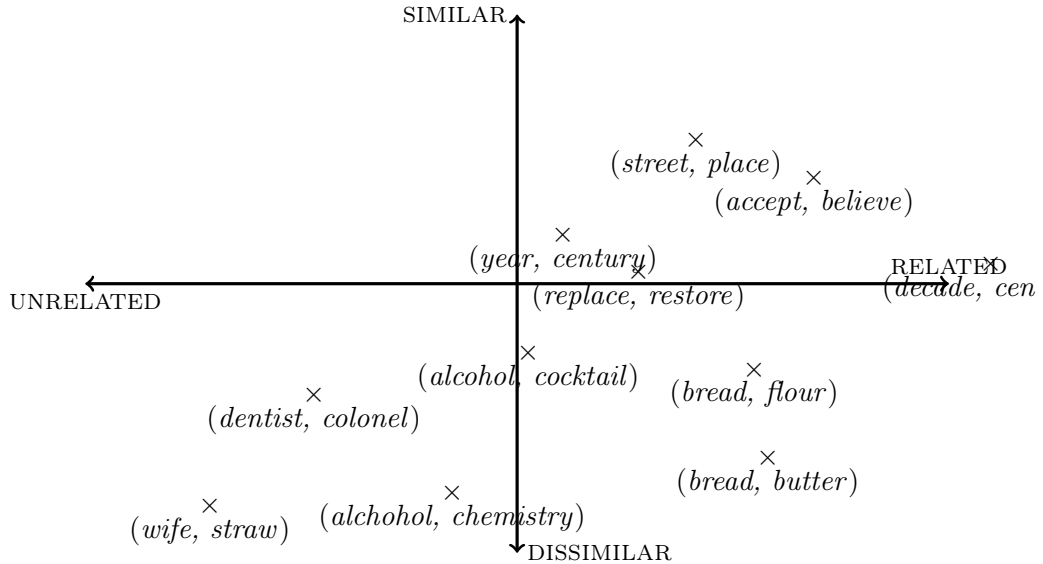 SIMILAR
(street, place)
(accept, believe)
(year, century)
RELATED
(decade, cen
(replace, restore)
UNRELATED
(alcohol, cocktail)
(bread, flour)
(dentist, colonel)
(bread, butter)
(alchohol, chemistry)
(wife, straw)
DISSIMILAR